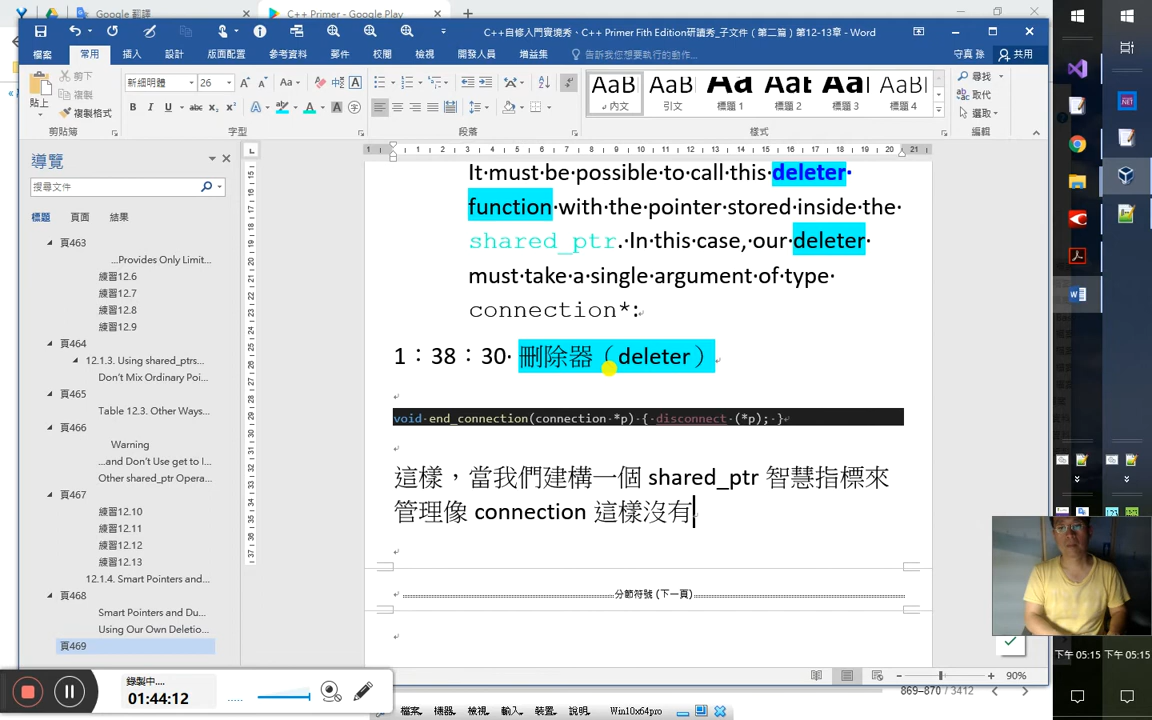 Google 翻譯
C++ Primer - Google Play
C++自修入門實境秀、C++ Primer Fith Edition研讀秀_子文件（第二篇）第12-13章 - Word
檔案 常用 插入 設計 版面配置 參考資料 郵件 校閱 檢視 開發人員 增益集 告訴我您想要執行的動作... 守真 孫 共用
貼上 剪下 複製 複製格式
新細明體 26
AaB 內文 AaB 引文 AaB 標題 1 Aat 標題 2 AaB 標題 3 AaBl 標題 4
尋找 取代 選取
剪貼簿 字型 段落 樣式 編輯
導覽
搜尋文件
標題 頁面 結果
頁463
...Provides Only Limit...
練習12.6
練習12.7
練習12.8
練習12.9
頁464
12.1.3. Using shared_ptrs...
Don't Mix Ordinary Poi...
頁465
Table 12.3. Other Ways...
頁466
Warning
...and Don't Use get to I...
Other shared_ptr Opera...
頁467
練習12.10
練習12.11
練習12.12
練習12.13
12.1.4. Smart Pointers and...
頁468
Smart Pointers and Du...
Using Our Own Deletio...
頁469
It must be possible to call this deleter
function with the pointer stored inside the
shared_ptr. In this case, our deleter
must take a single argument of type
connection*:
1：38：30 刪除器（deleter）
void end_connection(connection *p) { disconnect (*p); }
這樣，當我們建構一個 shared_ptr 智慧指標來
管理像 connection 這樣沒有
分節符號 (下一頁)
90%
錄製中...
01:44:12
869–870 / 3412
檔案 機器 檢視 輸入 裝置 說明 Win10x64pro
下午 05:15 下午 05:15